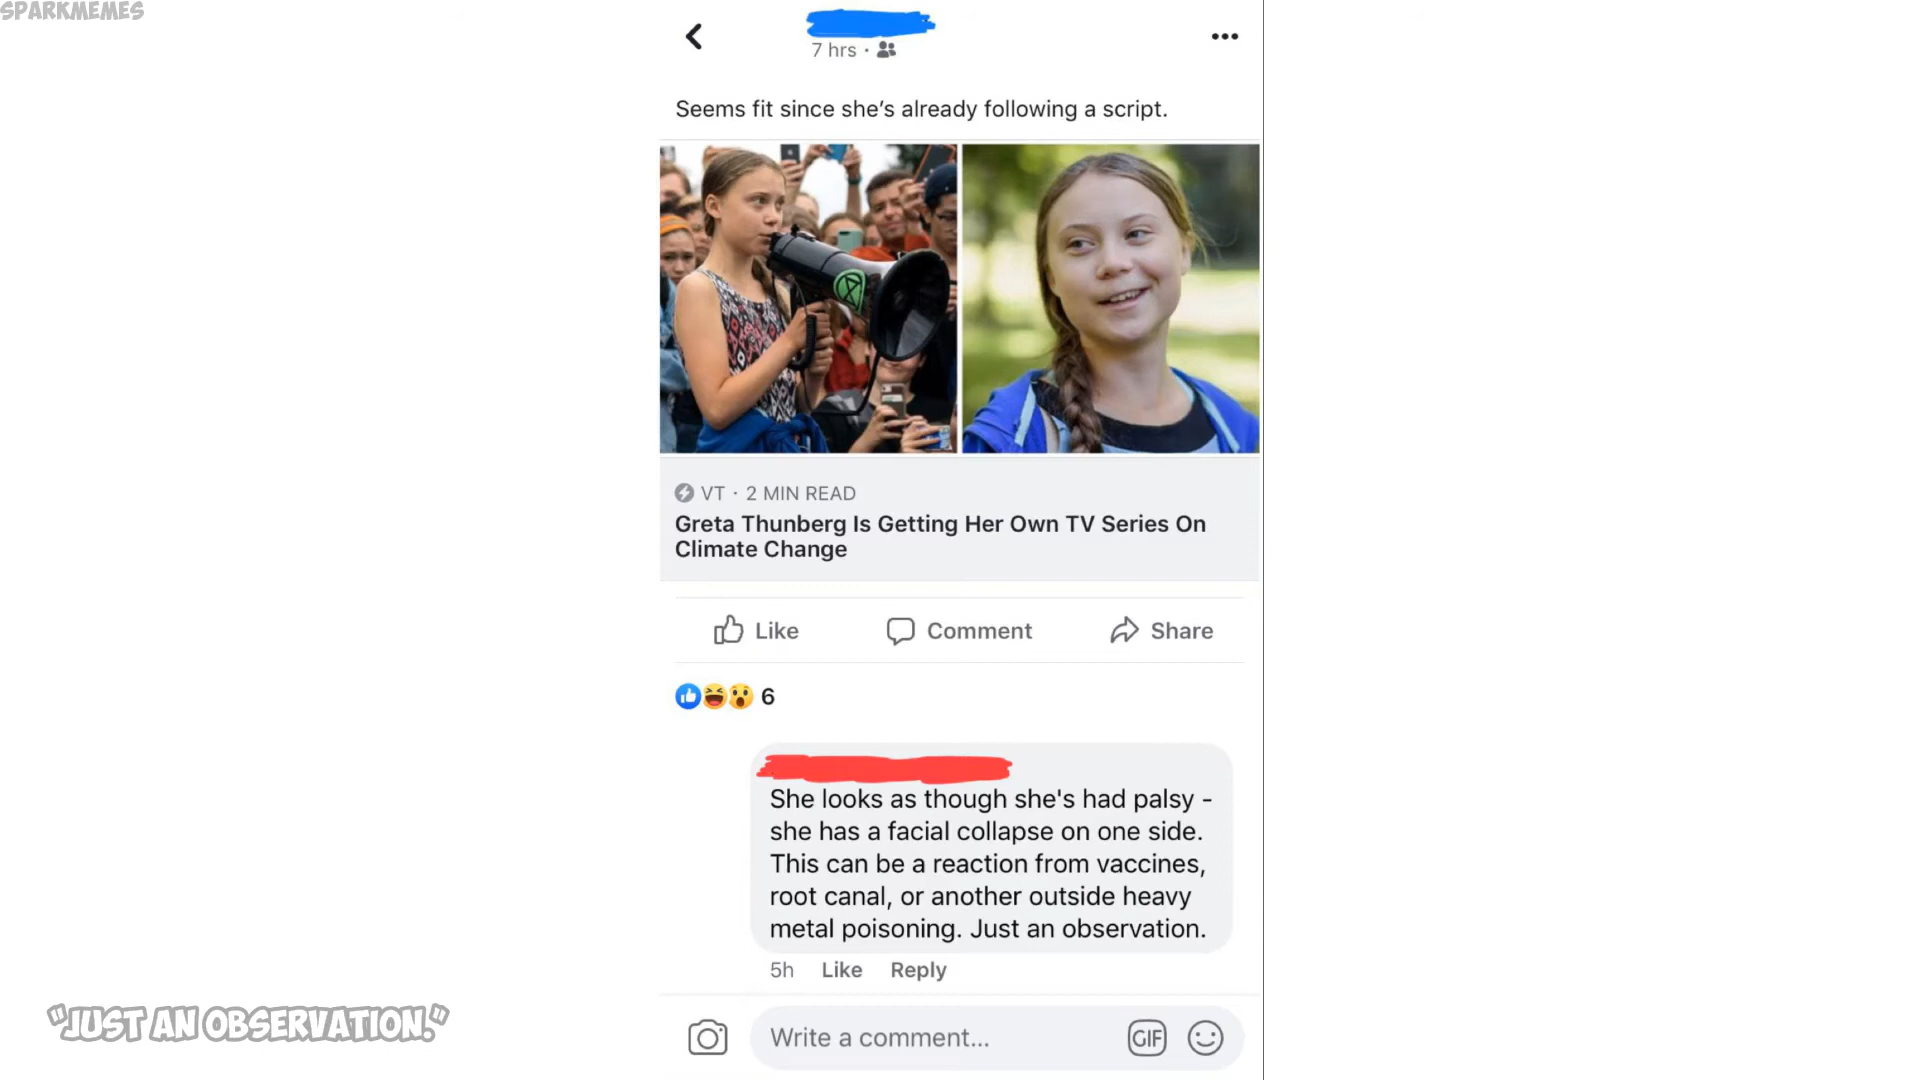 SPARKMEMES
7 hrs ·
Seems fit since she's already following a script.
VT · 2 MIN READ
Greta Thunberg Is Getting Her Own TV Series On
Climate Change
Like
Comment
Share
6
She looks as though she's had palsy -
she has a facial collapse on one side.
This can be a reaction from vaccines,
root canal, or another outside heavy
metal poisoning. Just an observation.
5h Like Reply
"JUST AN OBSERVATION."
Write a comment...
GIF